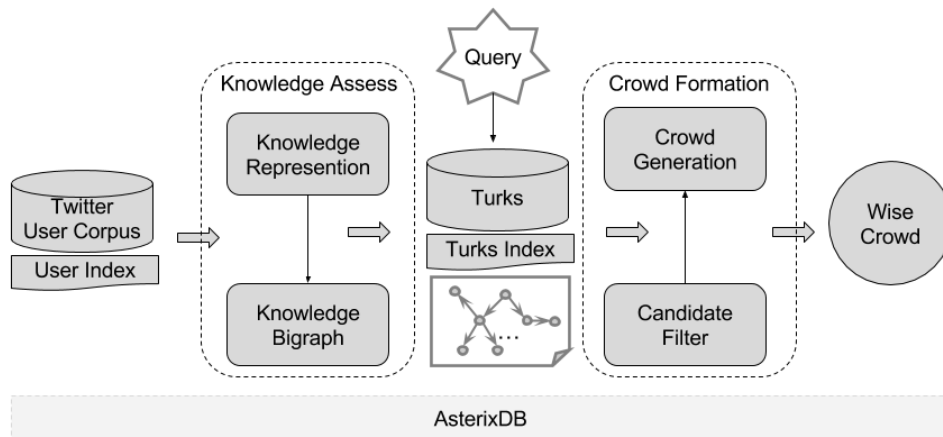 Query
Knowledge Assess
Crowd Formation
Knowledge
Represention
Crowd
Generation
Twitter
User Corpus
User Index
Turks
Turks Index
Wise
Crowd
Knowledge
Bigraph
...
Candidate
Filter
AsterixDB